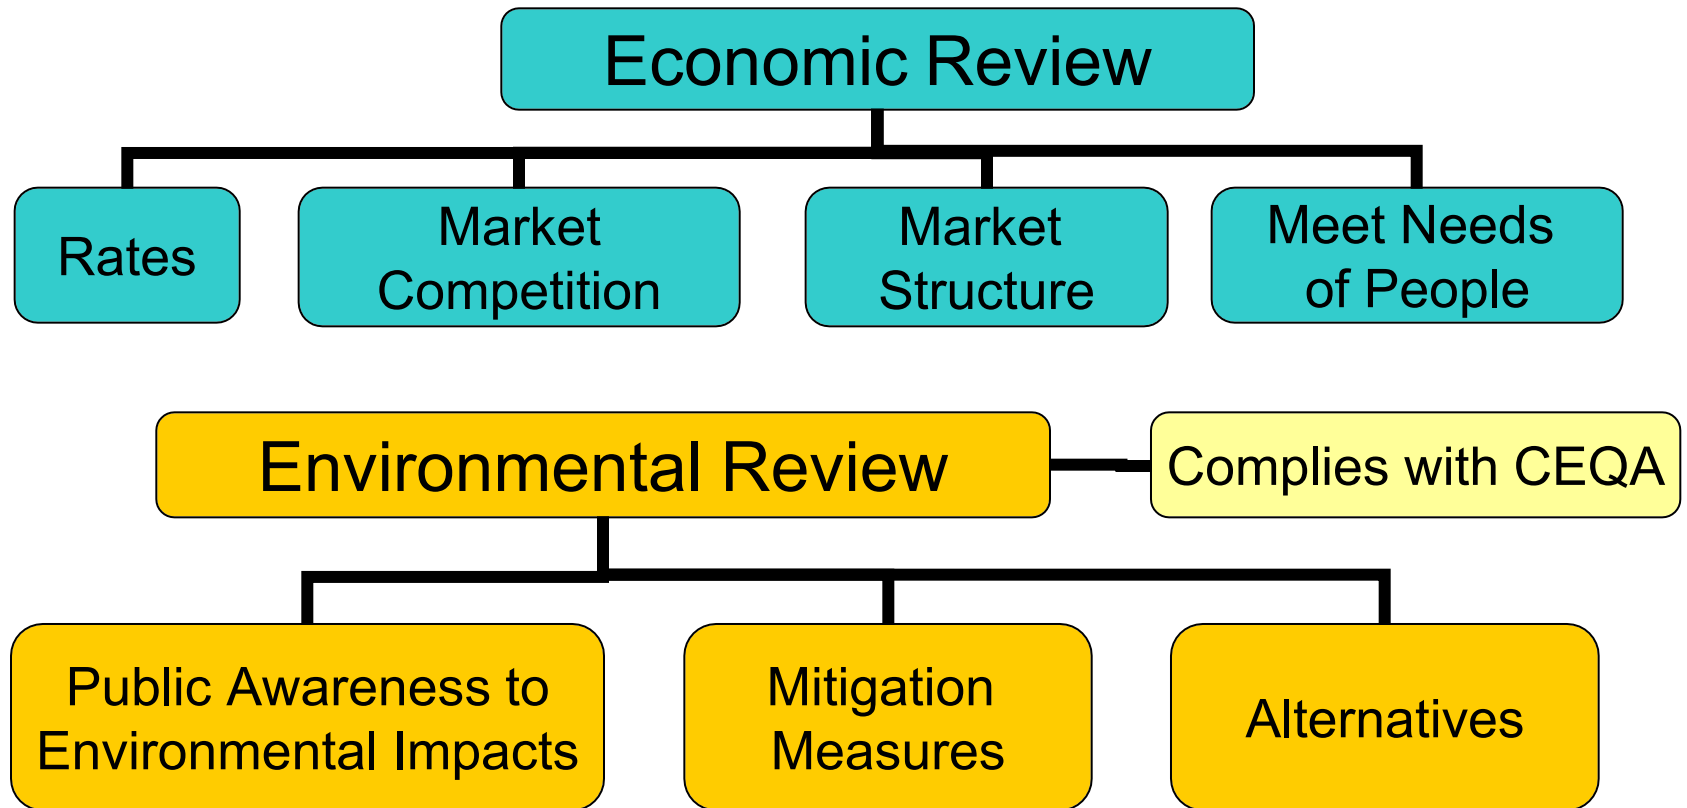 Economic Review
Rates
Market
Competition
Market
Structure
Meet Needs
of People
Environmental Review
Complies with CEQA
Public Awareness to
Environmental Impacts
Mitigation
Measures
Alternatives